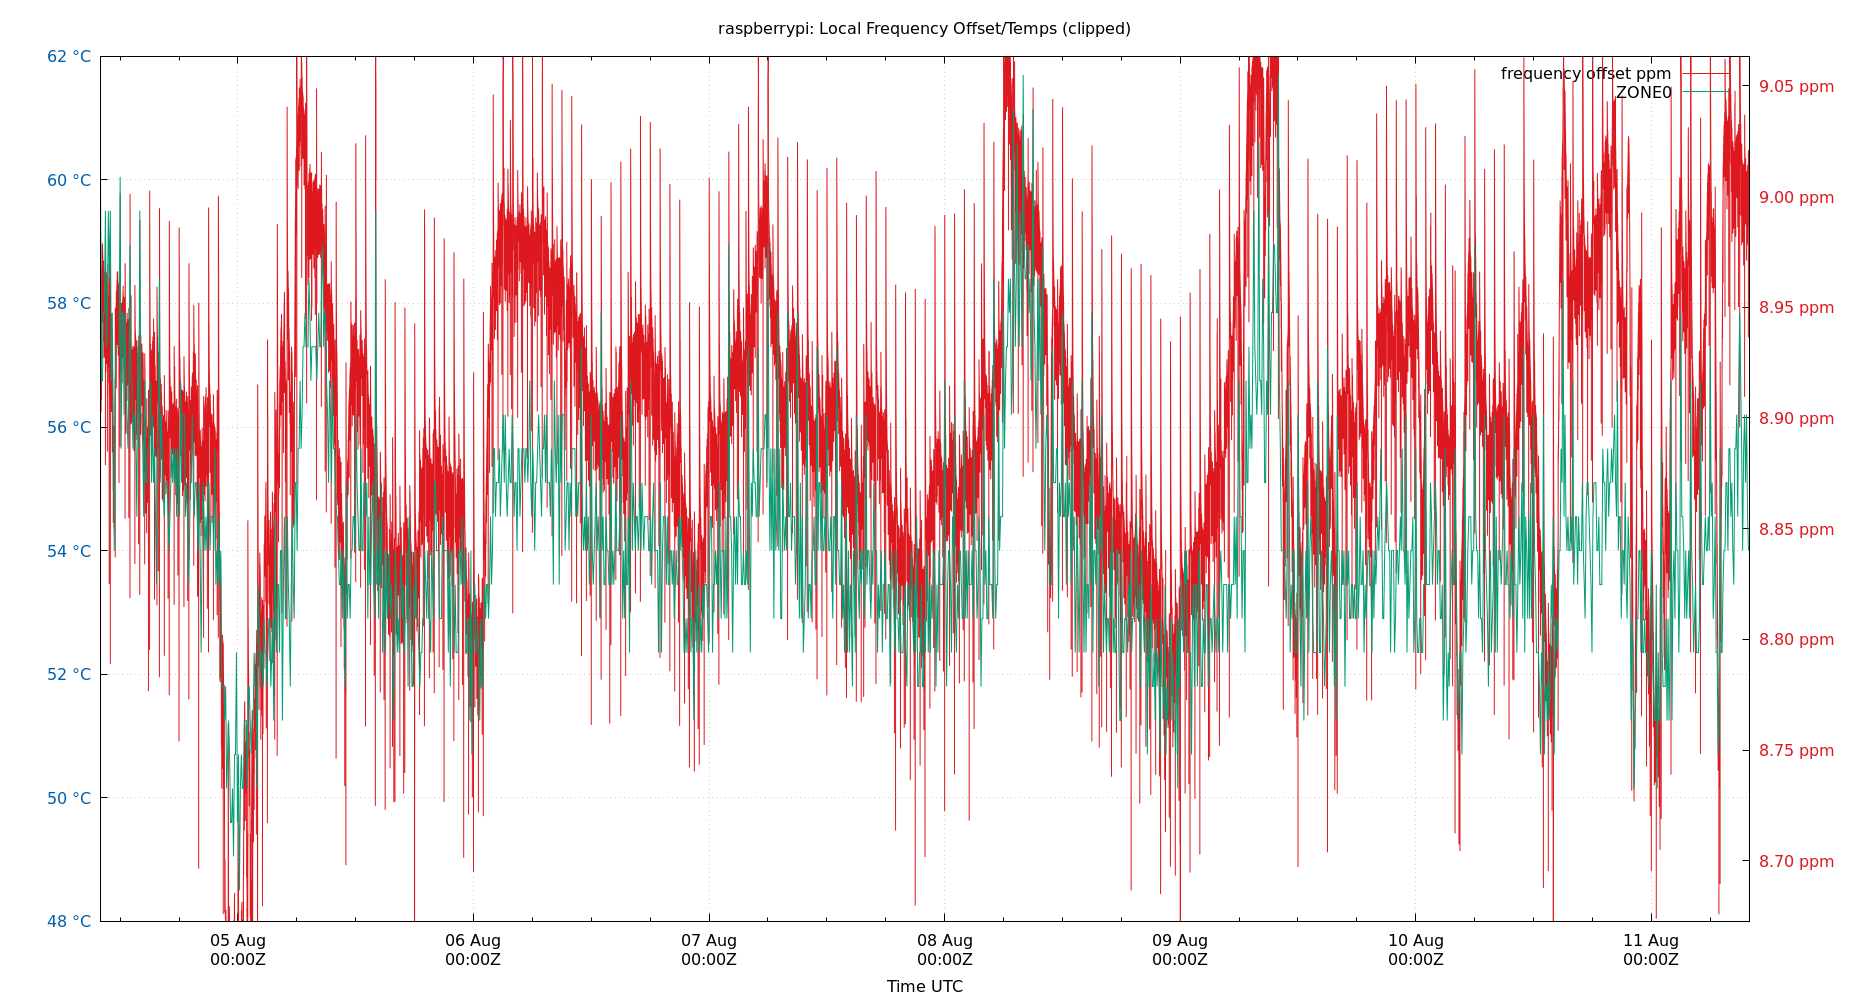 raspberrypi: Local Frequency Offset/Temps (clipped)
62 °C
60 °C
58 °C
56 °C
54 °C
52 °C
50 °C
48 °C
frequency offset ppm
ZONE0
9.05 ppm
9.00 ppm
8.95 ppm
8.90 ppm
8.85 ppm
8.80 ppm
8.75 ppm
8.70 ppm
05 Aug 06 Aug 07 Aug 08 Aug 09 Aug 10 Aug 11 Aug
00:00Z 00:00Z 00:00Z 00:00Z 00:00Z 00:00Z 00:00Z
Time UTC